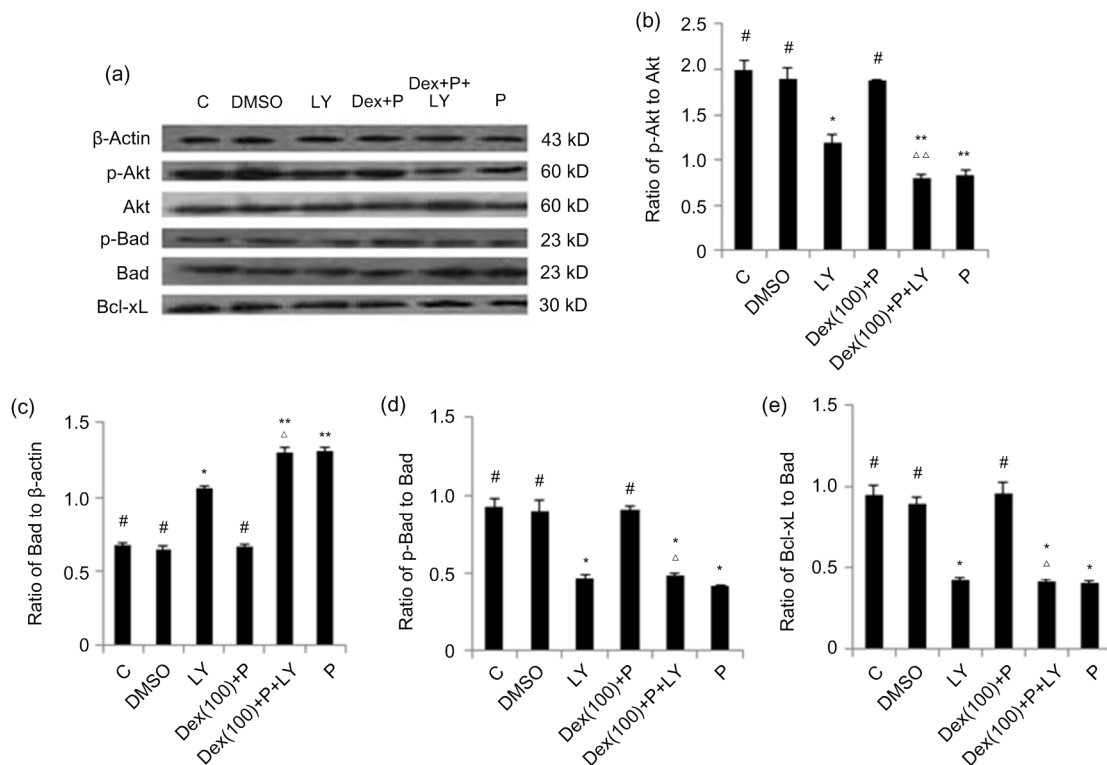 (a)
C DMSO LY Dex+P Dex+P+
LY P
β-Actin 43 kD
p-Akt 60 kD
Akt 60 kD
p-Bad 23 kD
Bad 23 kD
Bcl-xL 30 kD
(b)
Ratio of p-Akt to Akt
2.5
2.0
1.5
1.0
0.5
0
# # * # ** △△ **
C DMSO LY Dex(100)+P Dex(100)+P+LY P
(c)
Ratio of Bad to β-actin
1.5
1.0
0.5
0
# # * # ** △ **
C DMSO LY Dex(100)+P Dex(100)+P+LY P
(d)
Ratio of p-Bad to Bad
1.5
1.0
0.5
0
# # * # * △ *
C DMSO LY Dex(100)+P Dex(100)+P+LY P
(e)
Ratio of Bcl-xL to Bad
1.5
1.0
0.5
0
# # * # * △ *
C DMSO LY Dex(100)+P Dex(100)+P+LY P